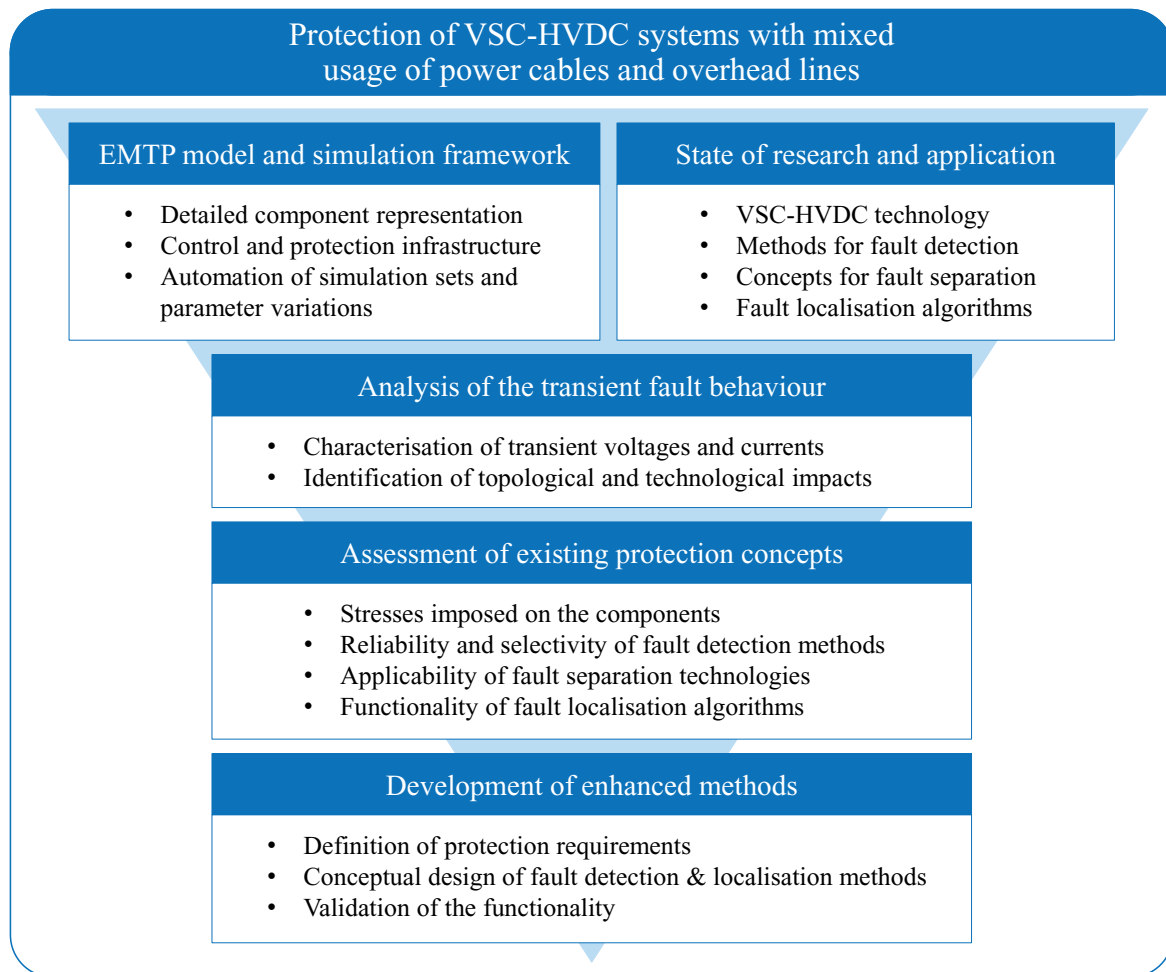 Protection of VSC-HVDC systems with mixed
usage of power cables and overhead lines
EMTP model and simulation framework
• Detailed component representation
• Control and protection infrastructure
• Automation of simulation sets and
parameter variations
State of research and application
• VSC-HVDC technology
• Methods for fault detection
• Concepts for fault separation
• Fault localisation algorithms
Analysis of the transient fault behaviour
• Characterisation of transient voltages and currents
• Identification of topological and technological impacts
Assessment of existing protection concepts
• Stresses imposed on the components
• Reliability and selectivity of fault detection methods
• Applicability of fault separation technologies
• Functionality of fault localisation algorithms
Development of enhanced methods
• Definition of protection requirements
• Conceptual design of fault detection & localisation methods
• Validation of the functionality